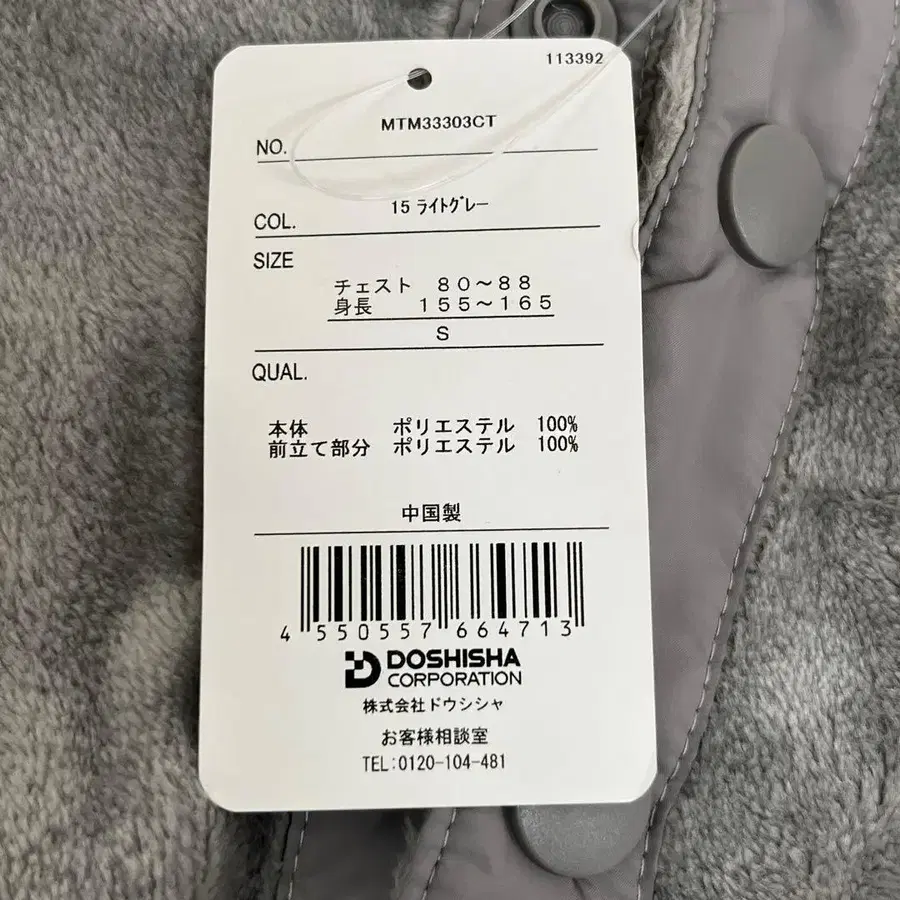 113392
NO. MTM33303CT
COL. 15 ﾗｲﾄｸﾞﾚｰ
SIZE
チェスト 80〜88
身長 155〜165
S
QUAL.
本体 ポリエステル 100%
前立て部分 ポリエステル 100%
中国製
4 550557 664713
DOSHISHA
CORPORATION
株式会社ドウシシャ
お客様相談室
TEL:0120-104-481